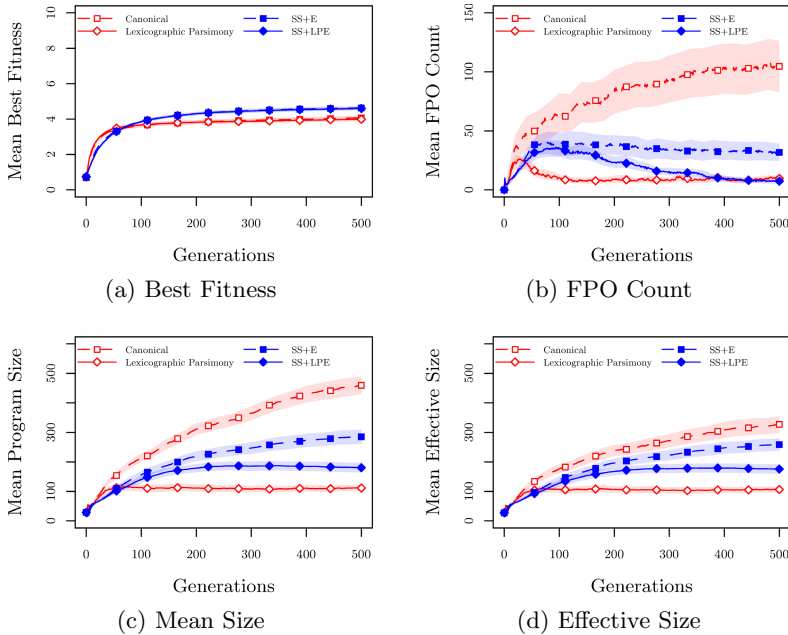 Canonical
Lexicographic Parsimony
SS+E
SS+LPE
Mean Best Fitness
0 2 4 6 8 10
0 100 200 300 400 500
Generations
(a) Best Fitness
Canonical
Lexicographic Parsimony
SS+E
SS+LPE
Mean FPO Count
0 50 100 150
0 100 200 300 400 500
Generations
(b) FPO Count
Canonical
Lexicographic Parsimony
SS+E
SS+LPE
Mean Program Size
0 100 300 500
0 100 200 300 400 500
Generations
(c) Mean Size
Canonical
Lexicographic Parsimony
SS+E
SS+LPE
Mean Effective Size
0 100 300 500
0 100 200 300 400 500
Generations
(d) Effective Size